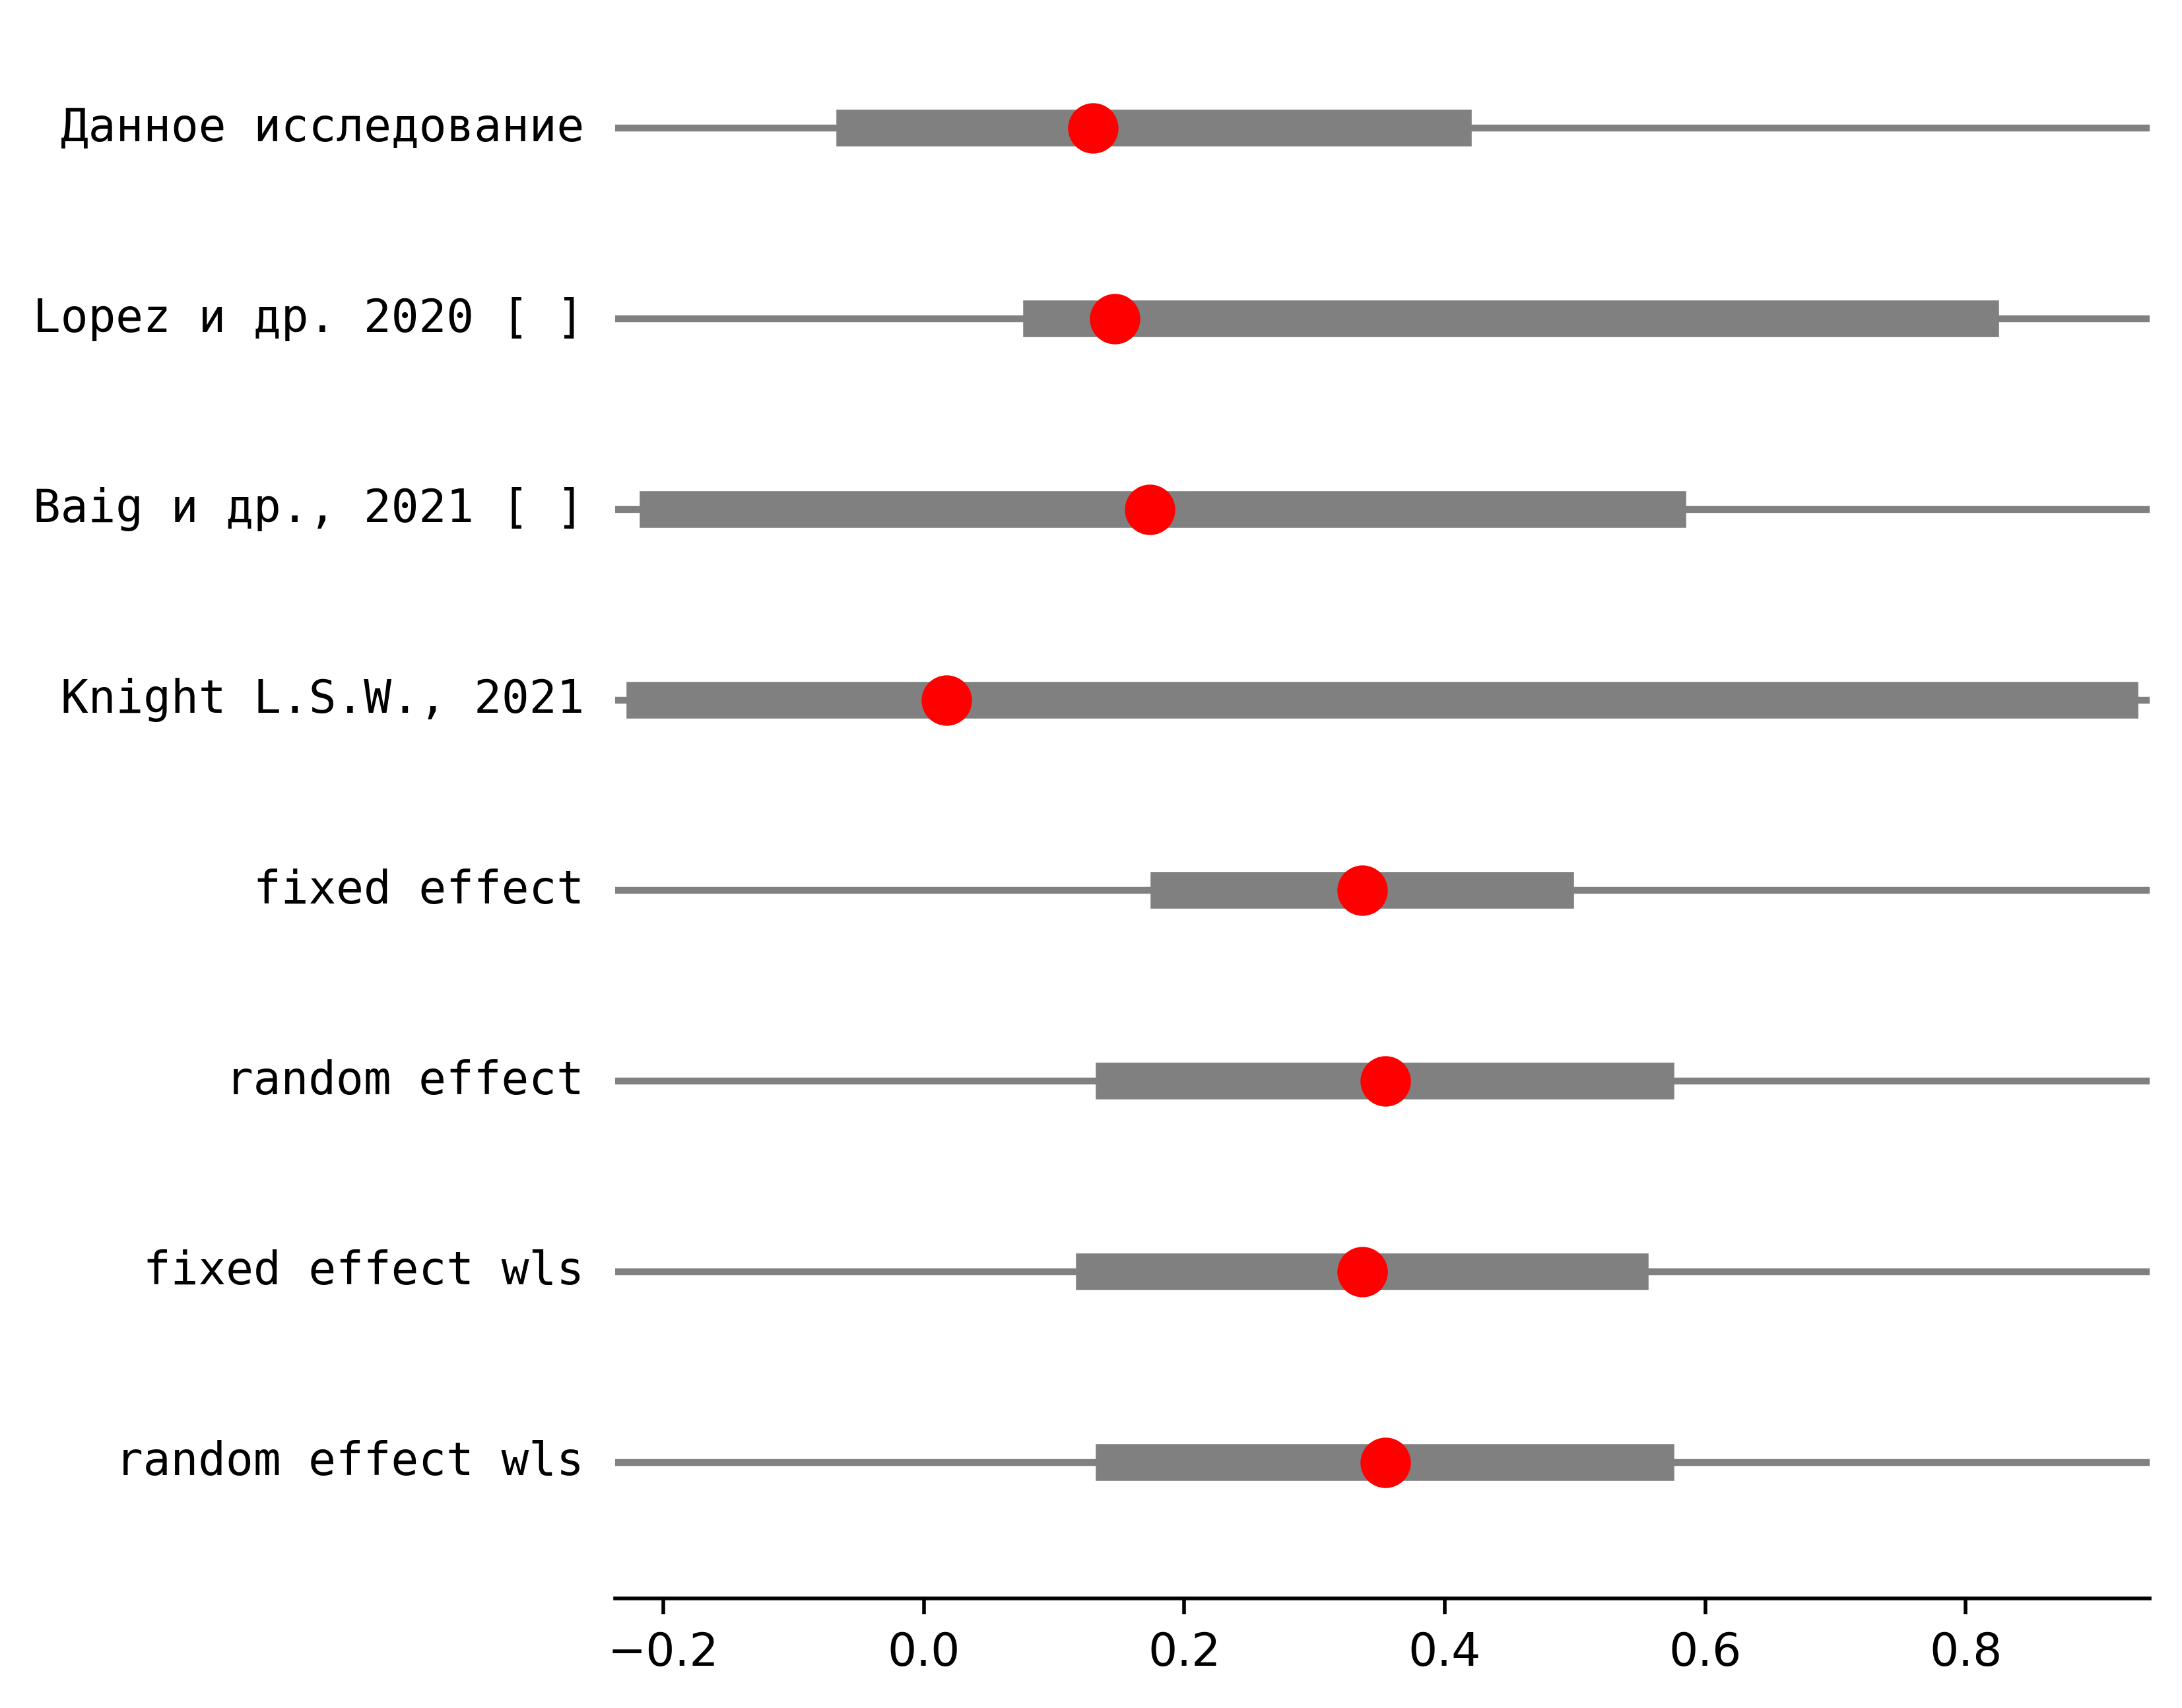 Данное исследование
Lopez и др. 2020 [ ]
Baig и др., 2021 [ ]
Knight L.S.W., 2021
fixed effect
random effect
fixed effect wls
random effect wls
−0.2 0.0 0.2 0.4 0.6 0.8